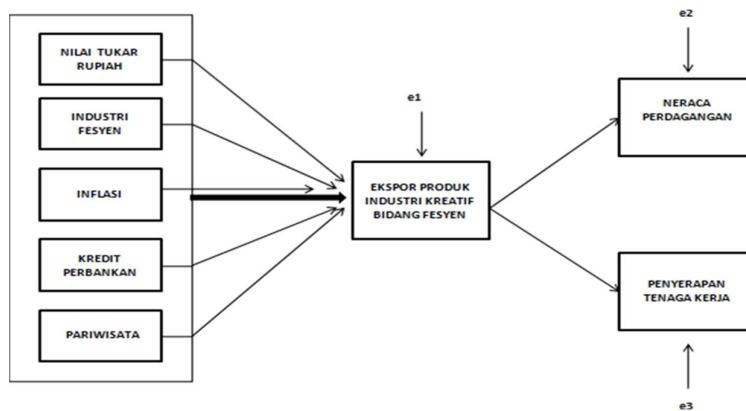 NILAI TUKAR
RUPIAH
INDUSTRI
FESYEN
INFLASI
KREDIT
PERBANKAN
PARIWISATA
e1
EKSPOR PRODUK
INDUSTRI KREATIF
BIDANG FESYEN
e2
NERACA
PERDAGANGAN
PENYERAPAN
TENAGA KERJA
e3